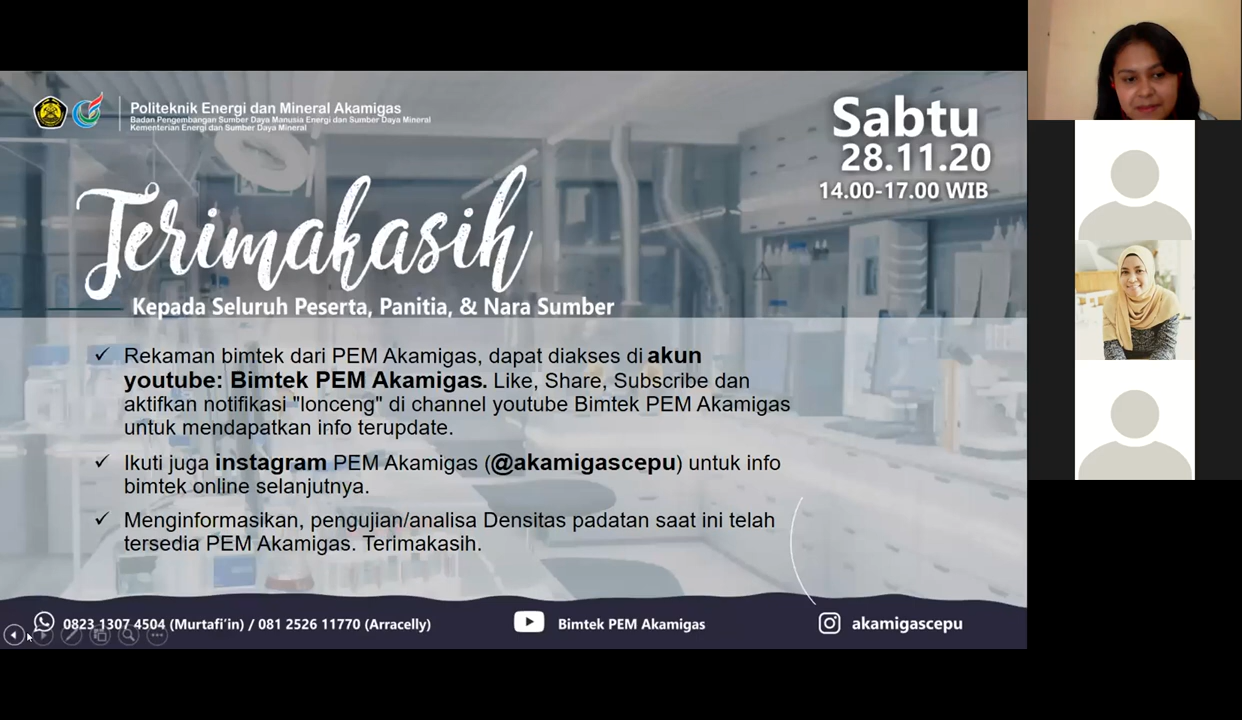 Politeknik Energi dan Mineral Akamigas
Badan Pengembangan Sumber Daya Manusia Energi dan Sumber Daya Mineral
Kementerian Energi dan Sumber Daya Mineral
Sabtu
28.11.20
14.00-17.00 WIB
Terimakasih
Kepada Seluruh Peserta, Panitia, & Nara Sumber
Rekaman bimtek dari PEM Akamigas, dapat diakses di akun
youtube: Bimtek PEM Akamigas. Like, Share, Subscribe dan
aktifkan notifikasi "lonceng" di channel youtube Bimtek PEM Akamigas
untuk mendapatkan info terupdate.
Ikuti juga instagram PEM Akamigas (@akamigascepu) untuk info
bimtek online selanjutnya.
Menginformasikan, pengujian/analisa Densitas padatan saat ini telah
tersedia PEM Akamigas. Terimakasih.
0823 1307 4504 (Murtafi'in) / 081 2526 11770 (Arracelly)
Bimtek PEM Akamigas
akamigascepu